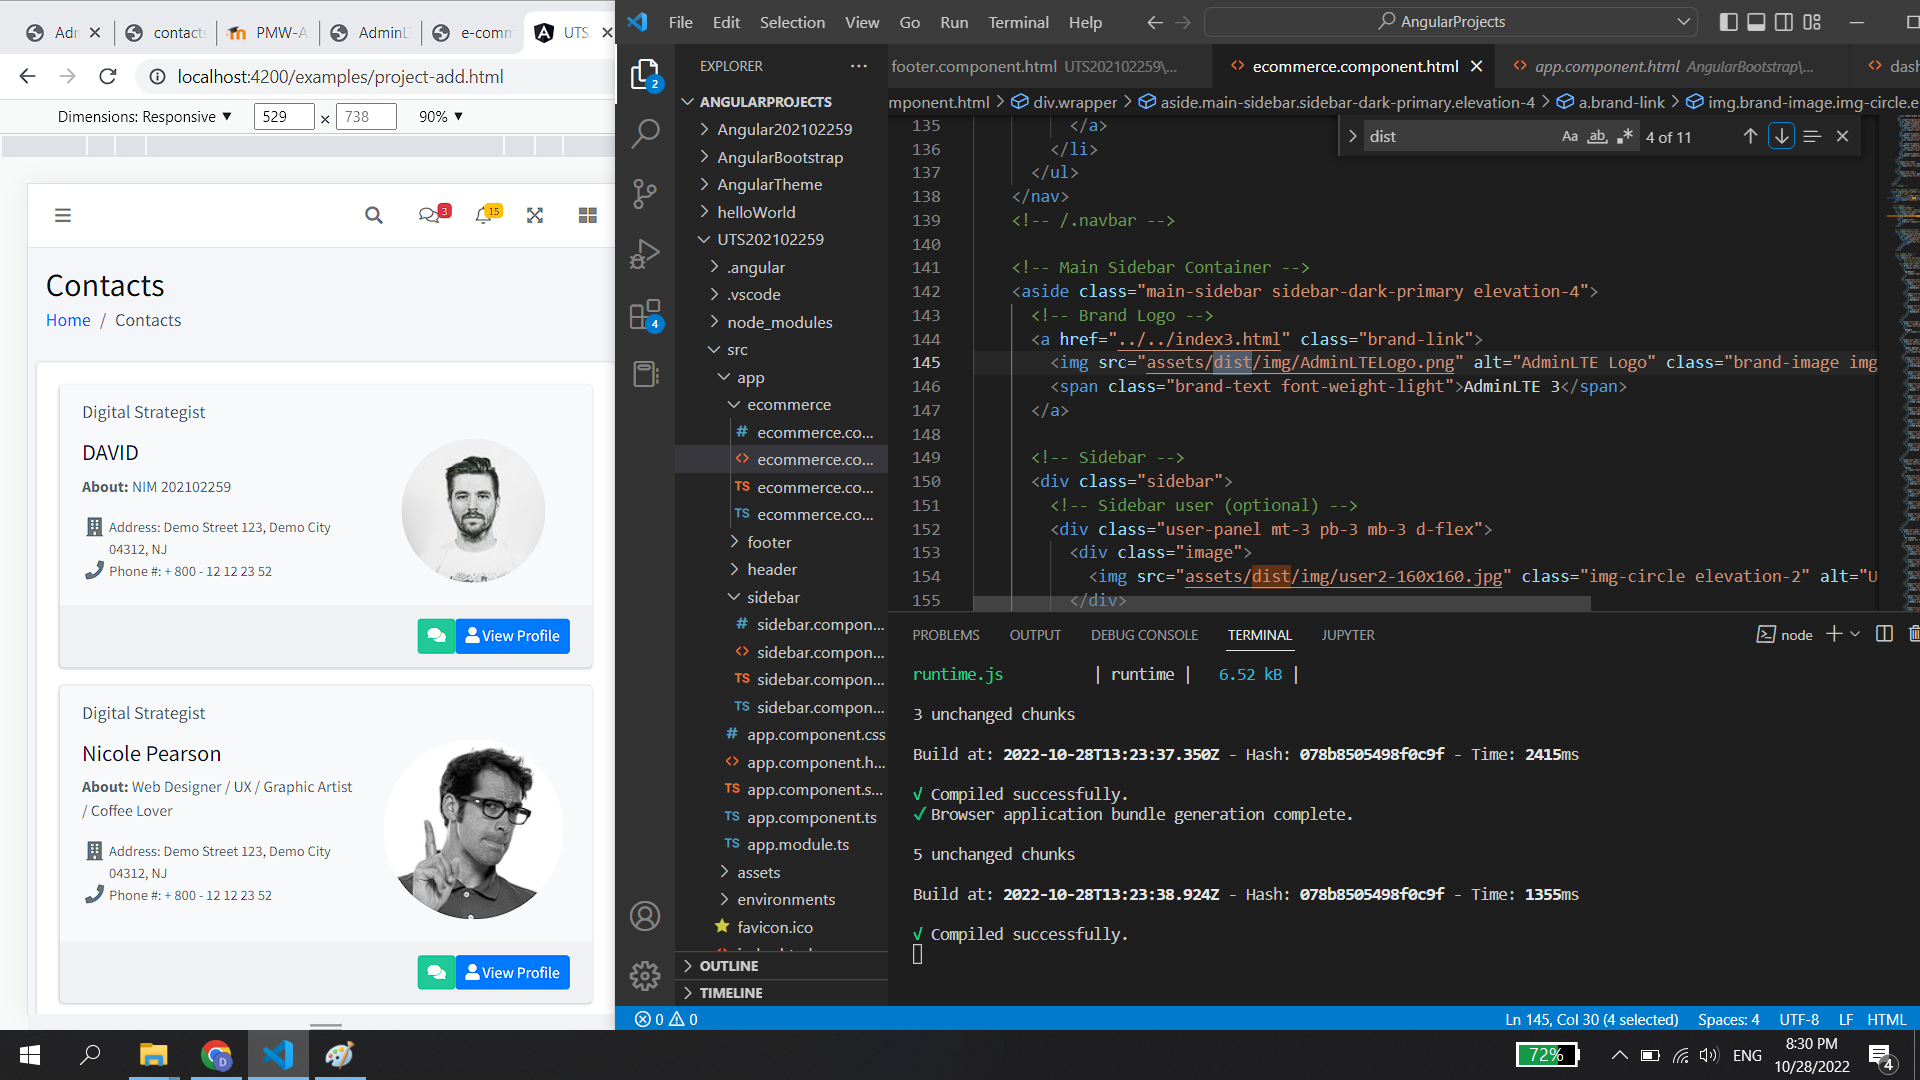 Adr
contact
PMW-A
AdminL
e-comm
UTS
localhost:4200/examples/project-add.html
Dimensions: Responsive ▼ 529 × 738 90% ▼
3
15
Contacts
Home / Contacts
Digital Strategist
DAVID
About: NIM 202102259
Address: Demo Street 123, Demo City
04312, NJ
Phone #: + 800 - 12 12 23 52
View Profile
Digital Strategist
Nicole Pearson
About: Web Designer / UX / Graphic Artist
/ Coffee Lover
Address: Demo Street 123, Demo City
04312, NJ
Phone #: + 800 - 12 12 23 52
View Profile
File Edit Selection View Go Run Terminal Help
AngularProjects
2
4
EXPLORER ...
ANGULARPROJECTS
Angular202102259
AngularBootstrap
AngularTheme
helloWorld
UTS202102259
.angular
.vscode
node_modules
src
app
ecommerce
# ecommerce.co...
<> ecommerce.co...
TS ecommerce.co...
TS ecommerce.co...
footer
header
sidebar
# sidebar.compon...
<> sidebar.compon...
TS sidebar.compon...
TS sidebar.compon...
# app.component.css
<> app.component.h...
TS app.component.s...
TS app.component.ts
TS app.module.ts
assets
environments
favicon.ico
OUTLINE
TIMELINE
footer.component.html UTS202102259\...
<> ecommerce.component.html
<> app.component.html AngularBootstrap\...
<> dash
mponent.html > div.wrapper > aside.main-sidebar.sidebar-dark-primary.elevation-4 > a.brand-link > img.brand-image.img-circle.e
dist Aa ab 4 of 11
135 </a>
136 </li>
137 </ul>
138 </nav>
139 <!-- /.navbar -->
140
141 <!-- Main Sidebar Container -->
142 <aside class="main-sidebar sidebar-dark-primary elevation-4">
143 <!-- Brand Logo -->
144 <a href="../../index3.html" class="brand-link">
145 <img src="assets/dist/img/AdminLTELogo.png" alt="AdminLTE Logo" class="brand-image img
146 <span class="brand-text font-weight-light">AdminLTE 3</span>
147 </a>
148
149 <!-- Sidebar -->
150 <div class="sidebar">
151 <!-- Sidebar user (optional) -->
152 <div class="user-panel mt-3 pb-3 mb-3 d-flex">
153 <div class="image">
154 <img src="assets/dist/img/user2-160x160.jpg" class="img-circle elevation-2" alt="U
155 </div>
PROBLEMS OUTPUT DEBUG CONSOLE TERMINAL JUPYTER
node
runtime.js | runtime | 6.52 kB |
3 unchanged chunks
Build at: 2022-10-28T13:23:37.350Z - Hash: 078b8505498f0c9f - Time: 2415ms
√ Compiled successfully.
✓ Browser application bundle generation complete.
5 unchanged chunks
Build at: 2022-10-28T13:23:38.924Z - Hash: 078b8505498f0c9f - Time: 1355ms
√ Compiled successfully.
0 0
Ln 145, Col 30 (4 selected) Spaces: 4 UTF-8 LF HTML
D
72%
ENG
8:30 PM
10/28/2022
4